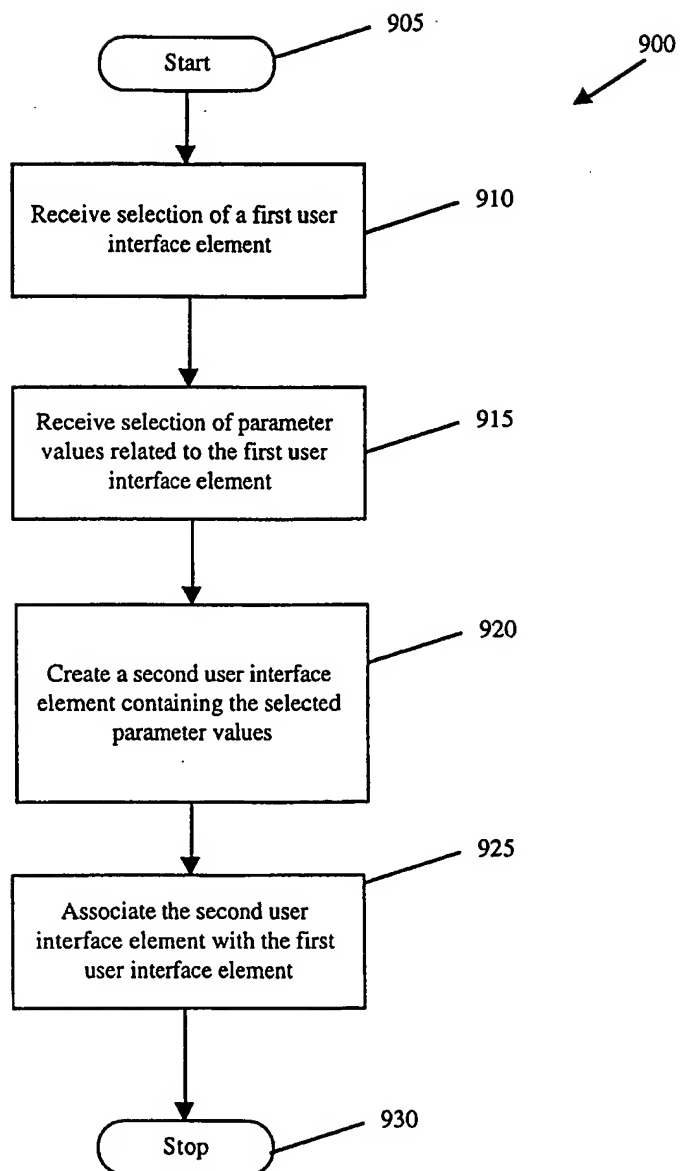 905
Start
900
Receive selection of a first user
interface element
910
Receive selection of parameter
values related to the first user
interface element
915
Create a second user interface
element containing the selected
parameter values
920
Associate the second user
interface element with the first
user interface element
925
Stop
930